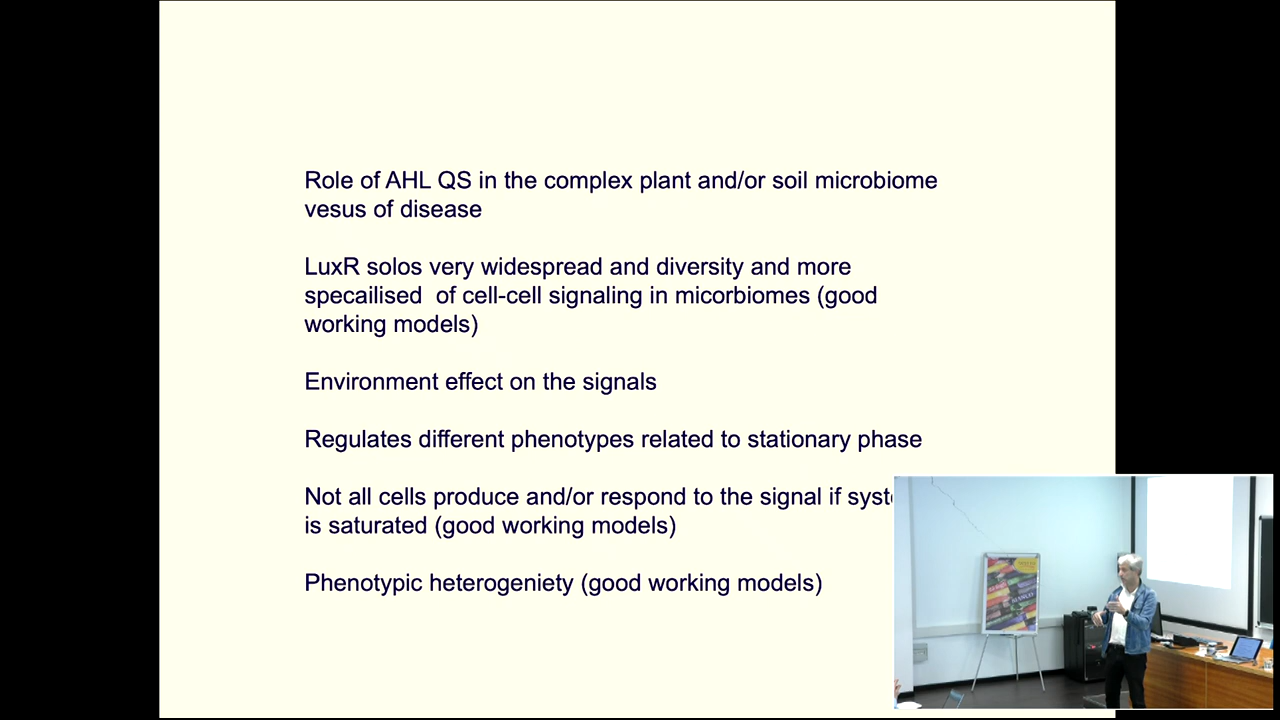 Role of AHL QS in the complex plant and/or soil microbiome
vesus of disease
LuxR solos very widespread and diversity and more
specailised of cell-cell signaling in micorbiomes (good
working models)
Environment effect on the signals
Regulates different phenotypes related to stationary phase
Not all cells produce and/or respond to the signal if syst
is saturated (good working models)
Phenotypic heterogeniety (good working models)